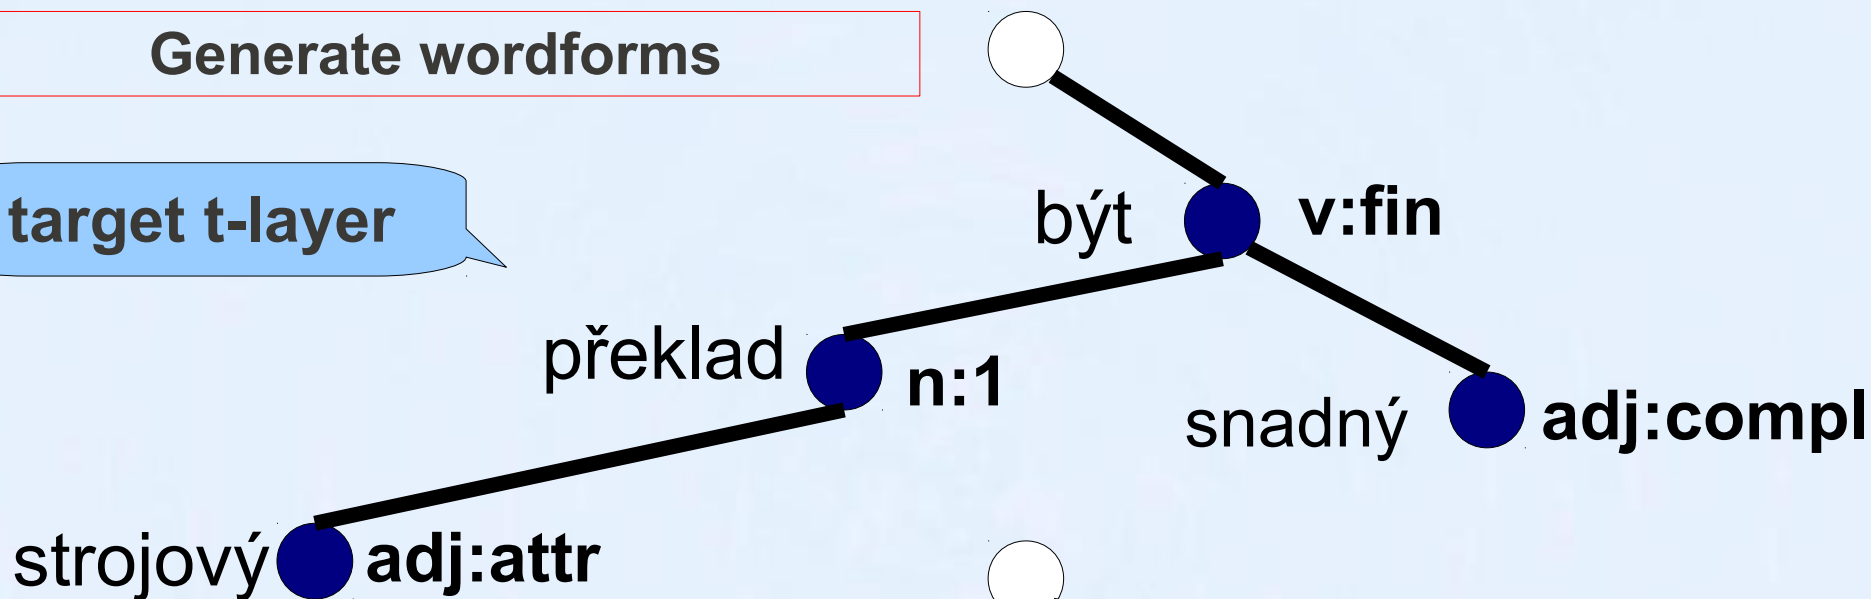 Generate wordforms
target t-layer
být v:fin
překlad n:1
snadný adj:compl
strojový adj:attr